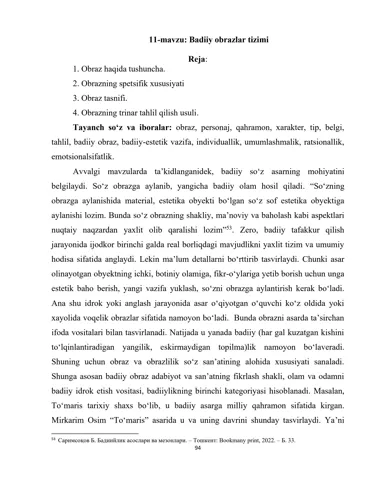 11-mavzu: Badiiy obrazlar tizimi
Reja:
1. Obraz haqida tushuncha.
2. Obrazning spetsifik xususiyati
3. Obraz tasnifi.
4. Obrazning trinar tahlil qilish usuli.
Tayanch so‘z va iboralar: obraz, personaj, qahramon, xarakter, tip, belgi,
tahlil, badiiy obraz, badiiy-estetik vazifa, individuallik, umumlashmalik, ratsionallik,
emotsionalsifatlik.
Avvalgi mavzularda ta’kidlanganidek, badiiy so‘z asarning mohiyatini
belgilaydi. So‘z obrazga aylanib, yangicha badiiy olam hosil qiladi. “So‘zning
obrazga aylanishida material, estetika obyekti bo‘lgan so‘z sof estetika obyektiga
aylanishi lozim. Bunda so‘z obrazning shakliy, ma’noviy va baholash kabi aspektlari
nuqtaiy naqzardan yaxlit olib qaralishi lozim”⁵³. Zero, badiiy tafakkur qilish
jarayonida ijodkor birinchi galda real borliqdagi mavjudlikni yaxlit tizim va umumiy
hodisa sifatida anglaydi. Lekin ma’lum detallarni bo‘rttirib tasvirlaydi. Chunki asar
olinayotgan obyektning ichki, botiniy olamiga, fikr-o‘ylariga yetib borish uchun unga
estetik baho berish, yangi vazifa yuklash, so‘zni obrazga aylantirish kerak bo‘ladi.
Ana shu idrok yoki anglash jarayonida asar o‘qiyotgan o‘quvchi ko‘z oldida yoki
xayolida voqelik obrazlar sifatida namoyon bo‘ladi. Bunda obrazni asarda ta’sirchan
ifoda vositalari bilan tasvirlanadi. Natijada u yanada badiiy (har gal kuzatgan kishini
to‘lqinlantiradigan yangilik, eskirmaydigan topilma)lik namoyon bo‘laveradi.
Shuning uchun obraz va obrazlilik so‘z san’atining alohida xususiyati sanaladi.
Shunga asosan badiiy obraz adabiyot va san’atning fikrlash shakli, olam va odamni
badiiy idrok etish vositasi, badiiylikning birinchi kategoriyasi hisoblanadi. Masalan,
To‘maris tarixiy shaxs bo‘lib, u badiiy asarga milliy qahramon sifatida kirgan.
Mirkarim Osim “To‘maris” asarida u va uning davrini shunday tasvirlaydi. Ya’ni
⁵³ Саримсоқов Б. Бадиийлик асослари ва мезонлари. – Тошкент: Bookmany print, 2022. – Б. 33.
94